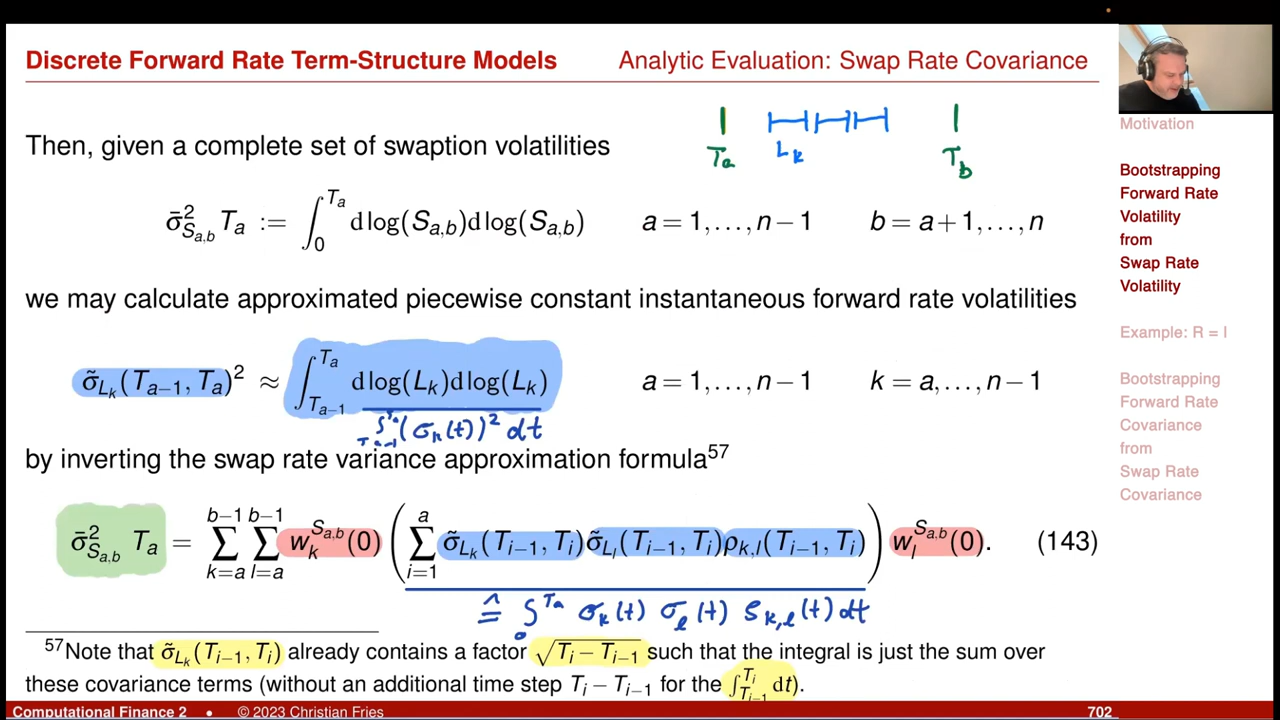 Discrete Forward Rate Term-Structure Models Analytic Evaluation: Swap Rate Covariance
Then, given a complete set of swaption volatilities
T_a L_k T_b
σ̄²_{S_{a,b}} T_a := ∫_0^{T_a} d log(S_{a,b}) d log(S_{a,b}) a = 1,…,n−1 b = a+1,…,n
we may calculate approximated piecewise constant instantaneous forward rate volatilities
σ̃_{L_k}(T_{a−1}, T_a)² ≈ ∫_{T_{a−1}}^{T_a} d log(L_k) d log(L_k) a = 1,…,n−1 k = a,…,n−1
∫_{T_{a−1}}^{T_a} (σ_k(t))² dt
by inverting the swap rate variance approximation formula⁵⁷
σ̄²_{S_{a,b}} T_a = ∑_{k=a}^{b−1} ∑_{l=a}^{b−1} w_k^{S_{a,b}}(0) ( ∑_{i=1}^{a} σ̃_{L_k}(T_{i−1}, T_i) σ̃_{L_l}(T_{i−1}, T_i) ρ_{k,l}(T_{i−1}, T_i) ) w_l^{S_{a,b}}(0). (143)
≙ ∫_0^{T_a} σ_k(t) σ_l(t) ρ_{k,l}(t) dt
⁵⁷Note that σ̃_{L_k}(T_{i−1}, T_i) already contains a factor √(T_i − T_{i−1}) such that the integral is just the sum over
these covariance terms (without an additional time step T_i − T_{i−1} for the ∫_{T_{i−1}}^{T_i} dt).
Computational Finance 2 • © 2023 Christian Fries 702
Motivation
Bootstrapping
Forward Rate
Volatility
from
Swap Rate
Volatility
Example: R = I
Bootstrapping
Forward Rate
Covariance
from
Swap Rate
Covariance